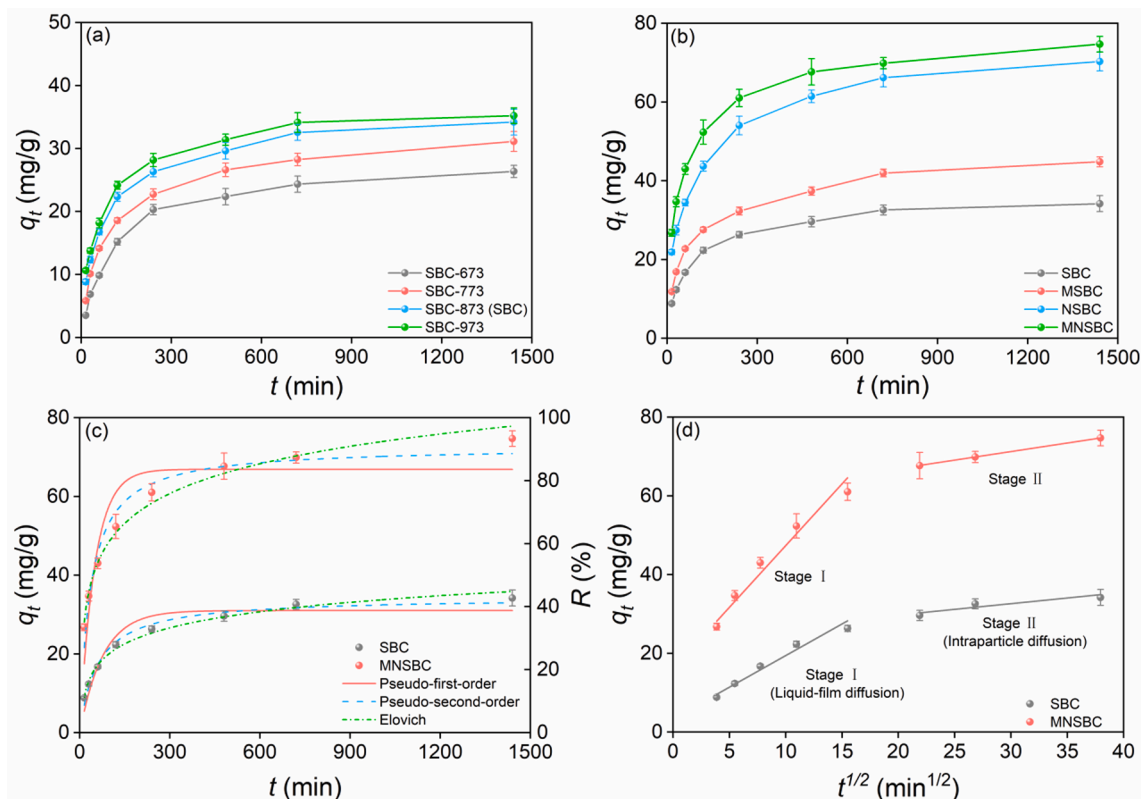 (a)
50
40
30
20
10
0
qt (mg/g)
0 300 600 900 1200 1500
t (min)
SBC-673
SBC-773
SBC-873 (SBC)
SBC-973
(b)
80
60
40
20
0
qt (mg/g)
0 300 600 900 1200 1500
t (min)
SBC
MSBC
NSBC
MNSBC
(c)
80
60
40
20
0
qt (mg/g)
100
80
60
40
20
0
R (%)
0 300 600 900 1200 1500
t (min)
SBC
MNSBC
Pseudo-first-order
Pseudo-second-order
Elovich
(d)
80
60
40
20
0
qt (mg/g)
Stage Ⅱ
Stage Ⅰ
Stage Ⅱ
(Intraparticle diffusion)
Stage Ⅰ
(Liquid-film diffusion)
SBC
MNSBC
0 5 10 15 20 25 30 35 40
t1/2 (min1/2)